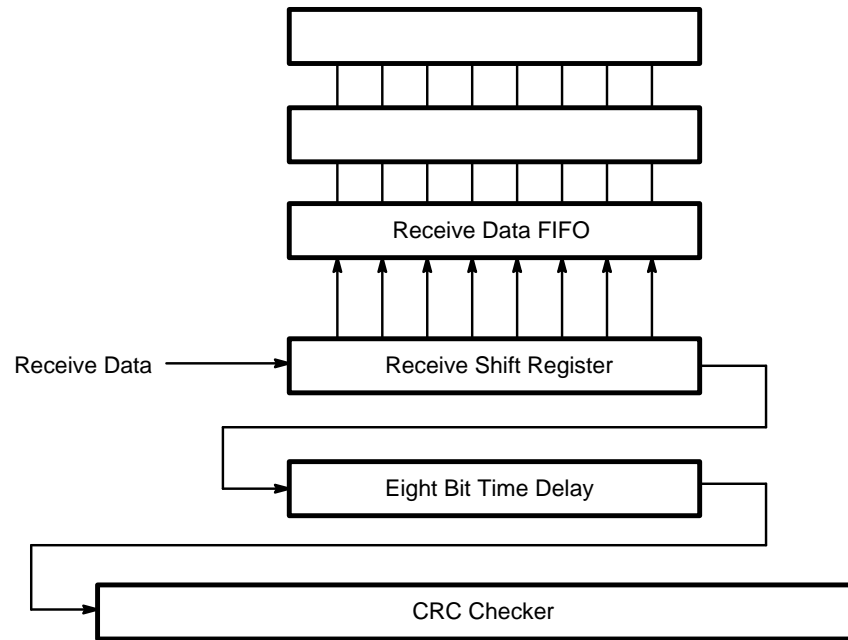 Receive Data FIFO
Receive Data
Receive Shift Register
Eight Bit Time Delay
CRC Checker